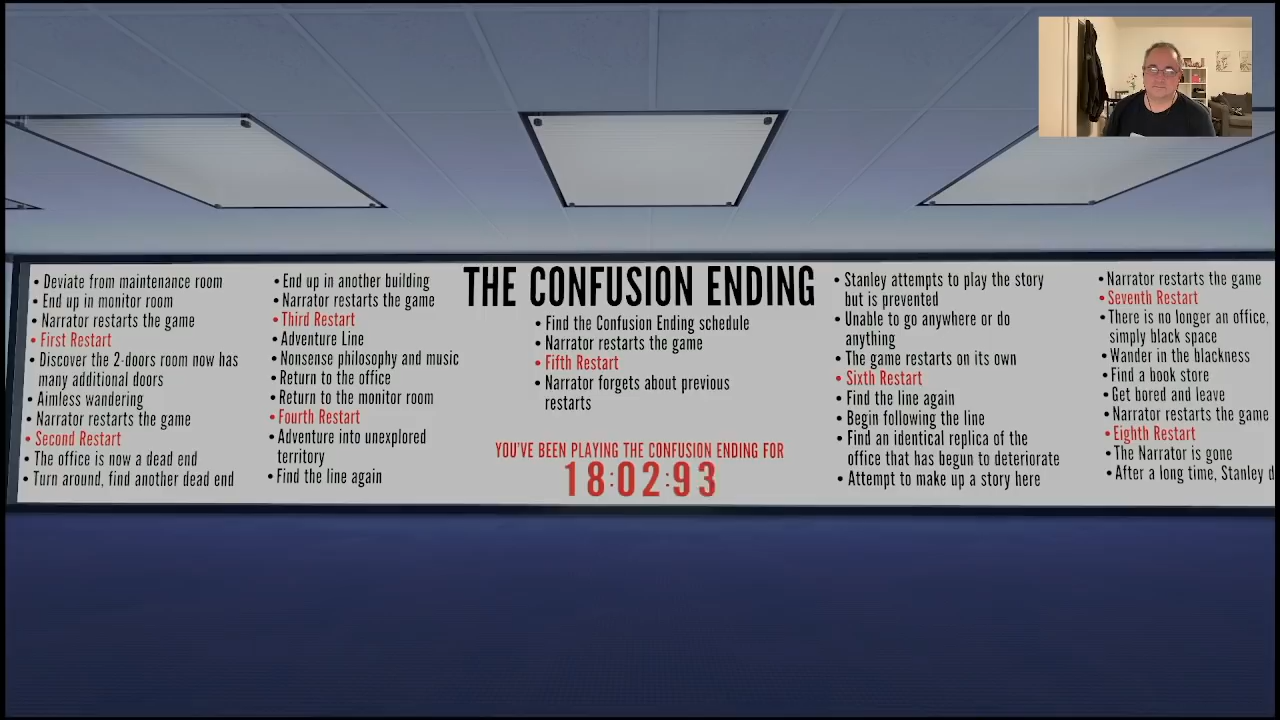 • Deviate from maintenance room
• End up in monitor room
• Narrator restarts the game
• First Restart
• Discover the 2-doors room now has
many additional doors
• Aimless wandering
• Narrator restarts the game
• Second Restart
• The office is now a dead end
• Turn around, find another dead end
• End up in another building
• Narrator restarts the game
• Third Restart
• Adventure Line
• Nonsense philosophy and music
• Return to the office
• Return to the monitor room
• Fourth Restart
• Adventure into unexplored
territory
• Find the line again
THE CONFUSION ENDING
• Find the Confusion Ending schedule
• Narrator restarts the game
• Fifth Restart
• Narrator forgets about previous
restarts
YOU'VE BEEN PLAYING THE CONFUSION ENDING FOR
18:02:93
• Stanley attempts to play the story
but is prevented
• Unable to go anywhere or do
anything
• The game restarts on its own
• Sixth Restart
• Find the line again
• Begin following the line
• Find an identical replica of the
office that has begun to deteriorate
• Attempt to make up a story here
• Narrator restarts the game
• Seventh Restart
• There is no longer an office,
simply black space
• Wander in the blackness
• Find a book store
• Get bored and leave
• Narrator restarts the game
• Eighth Restart
• The Narrator is gone
• After a long time, Stanley d